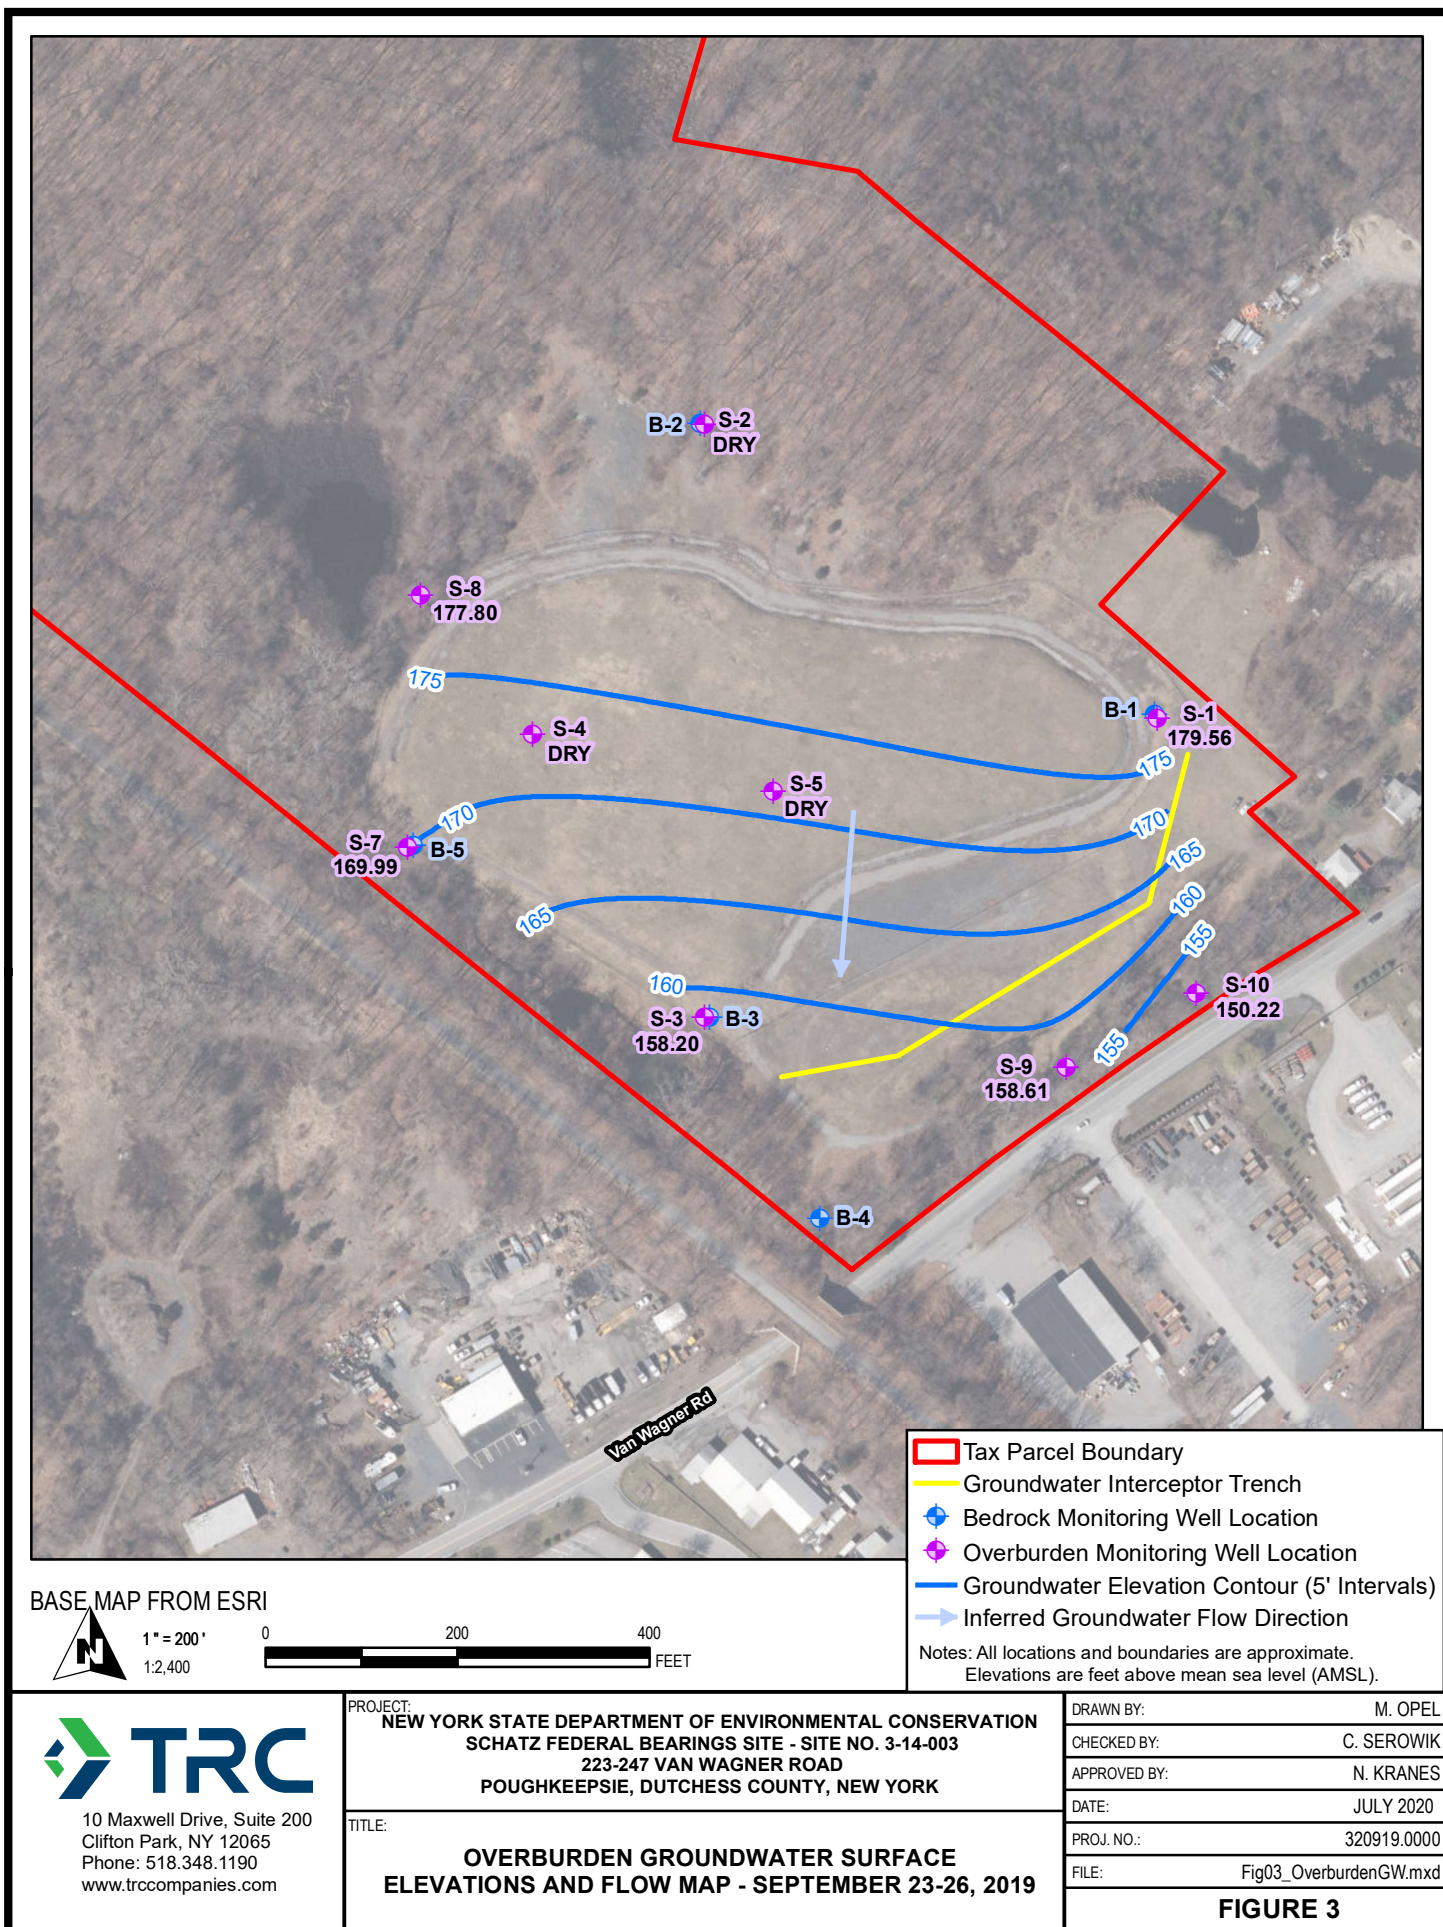 B-2
S-2
DRY
S-8
177.80
175
B-1
S-1
179.56
175
S-4
DRY
S-5
DRY
170
170
S-7
169.99
B-5
165
165
160
155
160
S-3
158.20
B-3
S-10
150.22
155
S-9
158.61
B-4
Van Wagner Rd
Tax Parcel Boundary
Groundwater Interceptor Trench
Bedrock Monitoring Well Location
Overburden Monitoring Well Location
Groundwater Elevation Contour (5' Intervals)
Inferred Groundwater Flow Direction
Notes: All locations and boundaries are approximate.
Elevations are feet above mean sea level (AMSL).
BASE MAP FROM ESRI
N
1 " = 200 '
1:2,400
0 200 400
FEET
TRC
10 Maxwell Drive, Suite 200
Clifton Park, NY 12065
Phone: 518.348.1190
www.trccompanies.com
PROJECT:
NEW YORK STATE DEPARTMENT OF ENVIRONMENTAL CONSERVATION
SCHATZ FEDERAL BEARINGS SITE - SITE NO. 3-14-003
223-247 VAN WAGNER ROAD
POUGHKEEPSIE, DUTCHESS COUNTY, NEW YORK
TITLE:
OVERBURDEN GROUNDWATER SURFACE
ELEVATIONS AND FLOW MAP - SEPTEMBER 23-26, 2019
DRAWN BY: M. OPEL
CHECKED BY: C. SEROWIK
APPROVED BY: N. KRANES
DATE: JULY 2020
PROJ. NO.: 320919.0000
FILE: Fig03_OverburdenGW.mxd
FIGURE 3